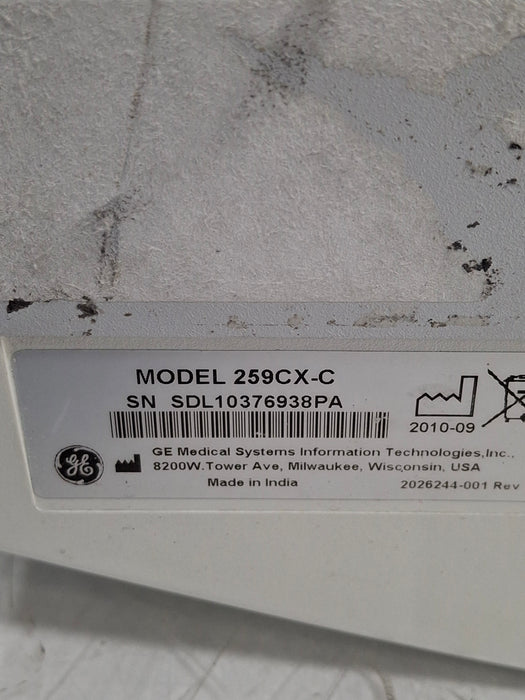 MODEL 259CX-C
SN SDL10376938PA
2010-09
GE
GE Medical Systems Information Technologies,Inc.,
8200W.Tower Ave, Milwaukee, Wisconsin, USA
Made in India
2026244-001 Rev